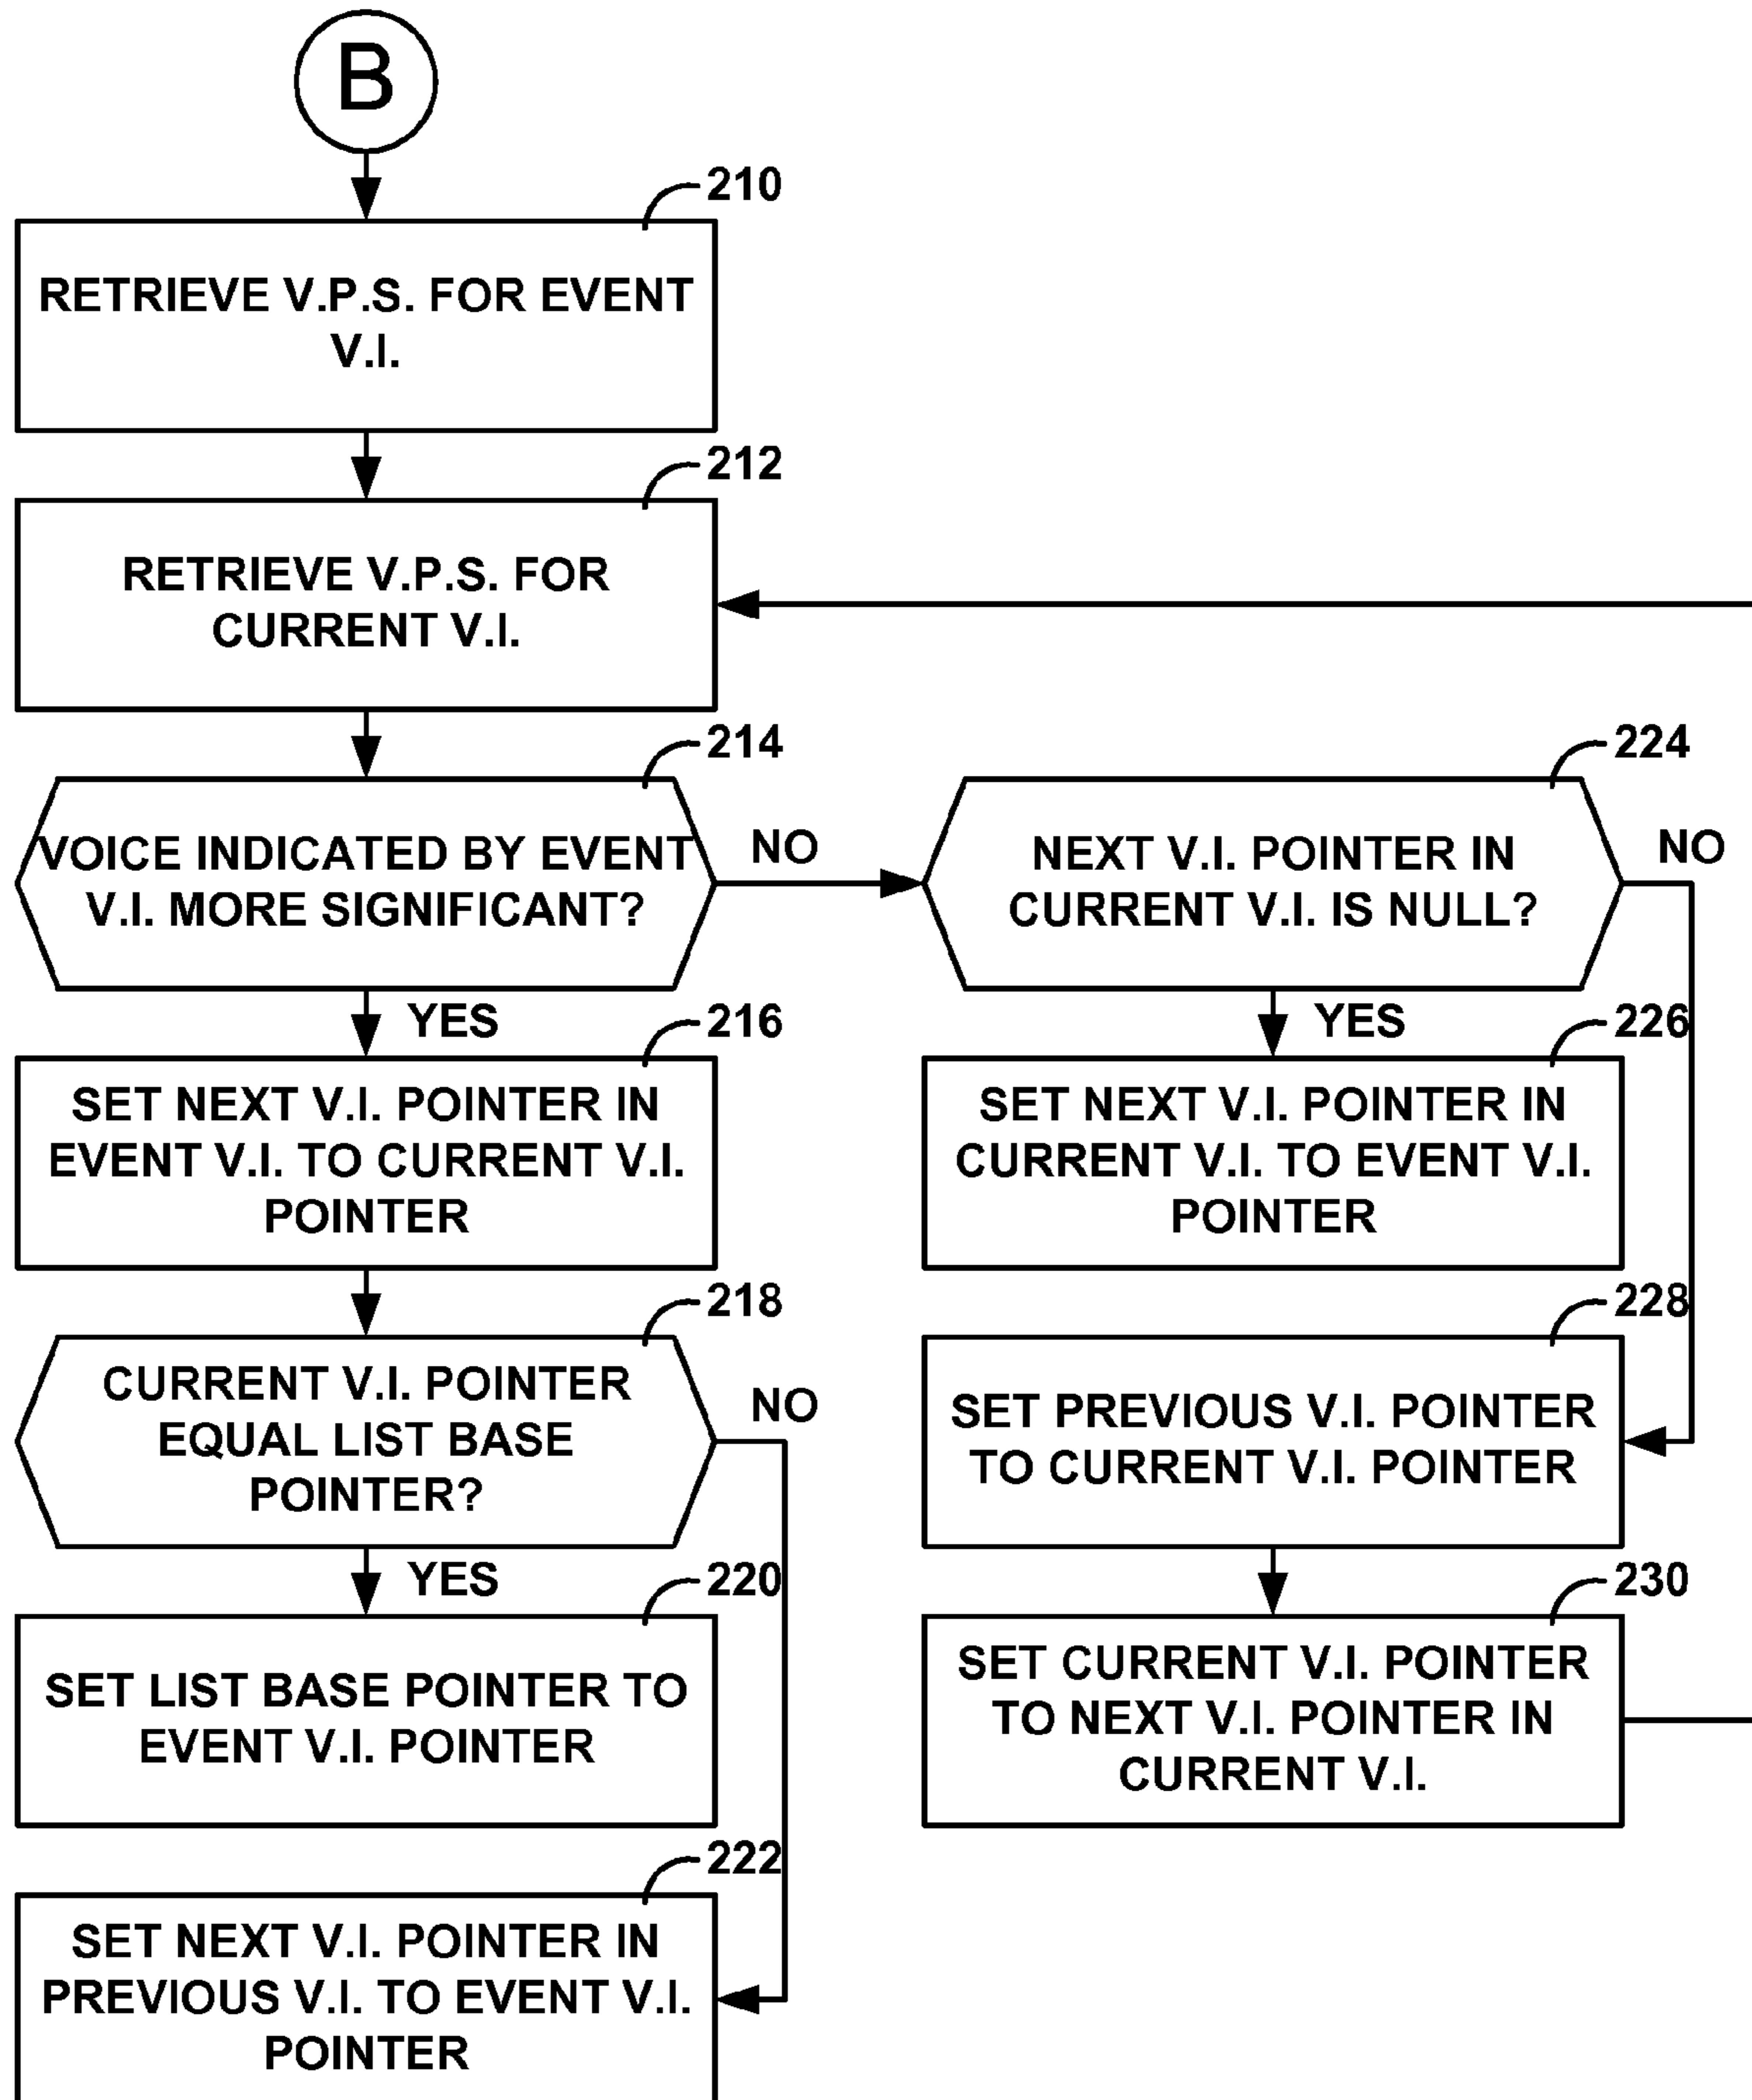 B
210
RETRIEVE V.P.S. FOR EVENT
V.I.
212
RETRIEVE V.P.S. FOR
CURRENT V.I.
214
VOICE INDICATED BY EVENT
V.I. MORE SIGNIFICANT?
NO
YES
216
SET NEXT V.I. POINTER IN
EVENT V.I. TO CURRENT V.I.
POINTER
218
CURRENT V.I. POINTER
EQUAL LIST BASE
POINTER?
NO
YES
220
SET LIST BASE POINTER TO
EVENT V.I. POINTER
222
SET NEXT V.I. POINTER IN
PREVIOUS V.I. TO EVENT V.I.
POINTER
224
NEXT V.I. POINTER IN
CURRENT V.I. IS NULL?
NO
YES
226
SET NEXT V.I. POINTER IN
CURRENT V.I. TO EVENT V.I.
POINTER
228
SET PREVIOUS V.I. POINTER
TO CURRENT V.I. POINTER
230
SET CURRENT V.I. POINTER
TO NEXT V.I. POINTER IN
CURRENT V.I.